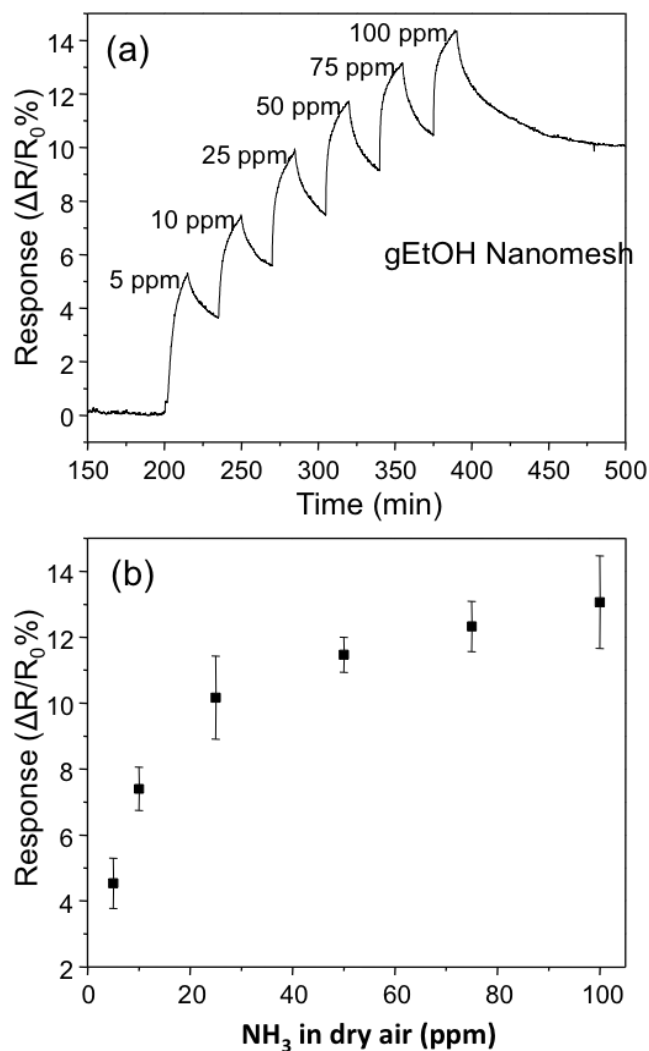 (a)
100 ppm
75 ppm
50 ppm
25 ppm
10 ppm
5 ppm
gEtOH Nanomesh
Response (ΔR/R₀%)
14
12
10
8
6
4
2
0
150 200 250 300 350 400 450 500
Time (min)
(b)
Response (ΔR/R₀%)
14
12
10
8
6
4
2
0 20 40 60 80 100
NH₃ in dry air (ppm)